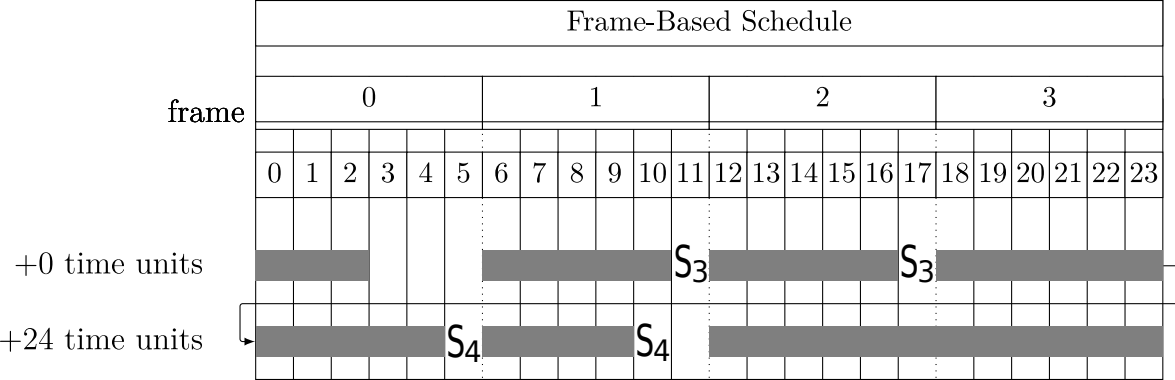 Frame-Based Schedule
frame 0 1 2 3
0 1 2 3 4 5 6 7 8 9 10 11 12 13 14 15 16 17 18 19 20 21 22 23
+0 time units S3 S3
+24 time units S4 S4